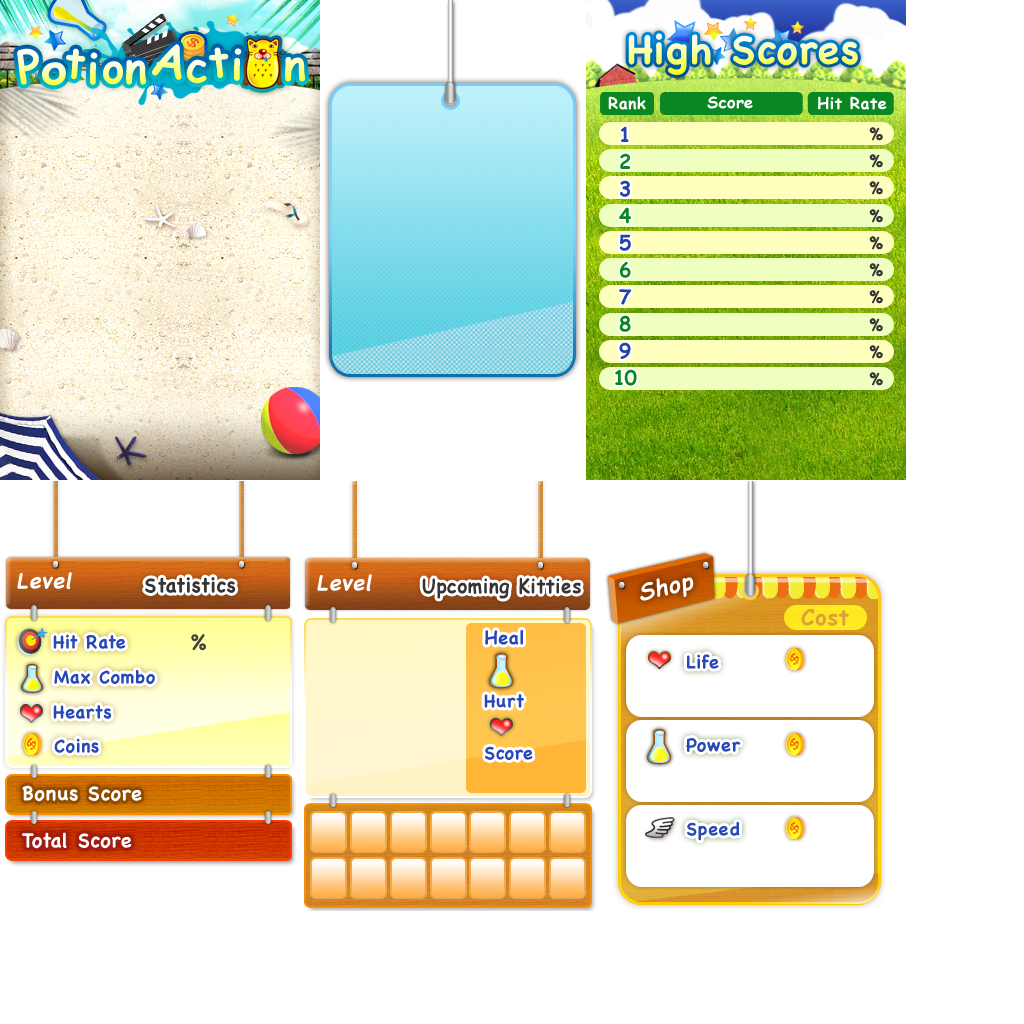 Potion Action
High Scores
Rank Score Hit Rate
1 %
2 %
3 %
4 %
5 %
6 %
7 %
8 %
9 %
10 %
Level Statistics
Hit Rate %
Max Combo
Hearts
Coins
Bonus Score
Total Score
Level Upcoming Kitties
Heal
Hurt
Score
Shop
Cost
Life
Power
Speed